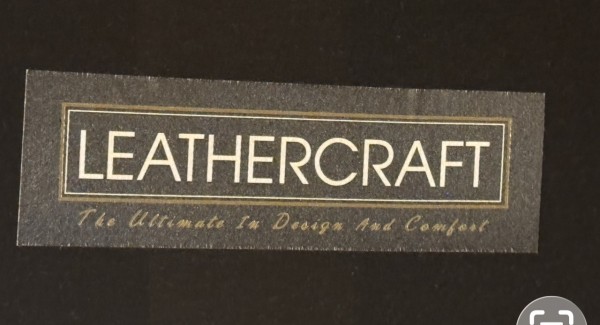 LEATHERCRAFT
The Ultimate In Design And Comfort